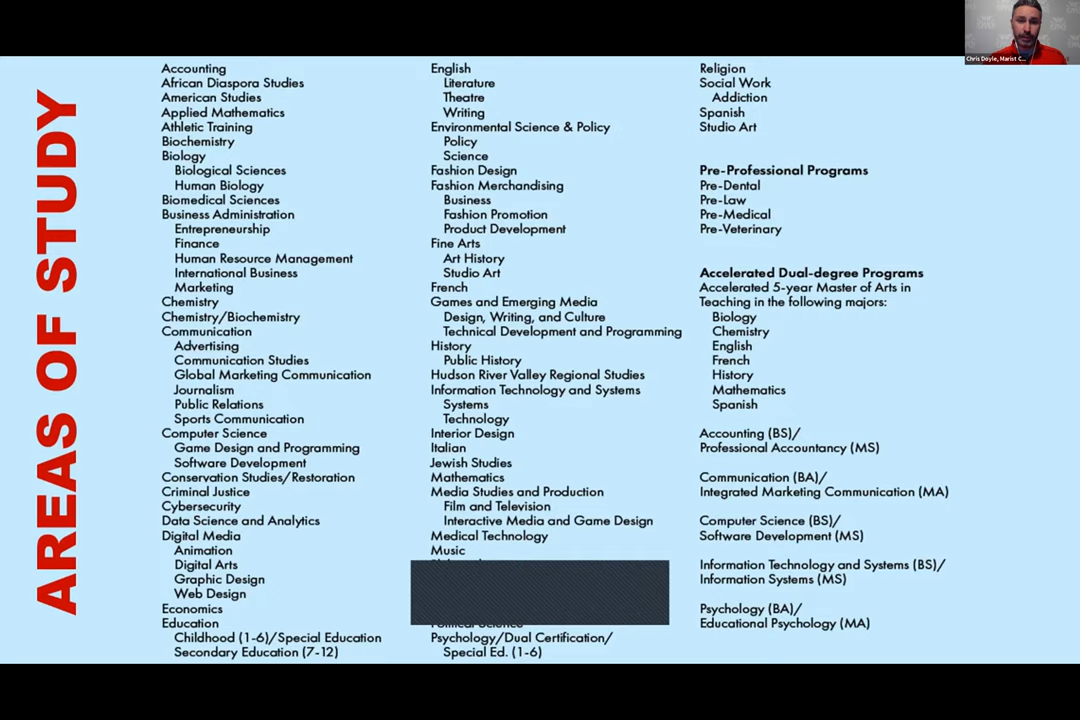 Chris Doyle, Marist C...
AREAS OF STUDY
Accounting
African Diaspora Studies
American Studies
Applied Mathematics
Athletic Training
Biochemistry
Biology
Biological Sciences
Human Biology
Biomedical Sciences
Business Administration
Entrepreneurship
Finance
Human Resource Management
International Business
Marketing
Chemistry
Chemistry/Biochemistry
Communication
Advertising
Communication Studies
Global Marketing Communication
Journalism
Public Relations
Sports Communication
Computer Science
Game Design and Programming
Software Development
Conservation Studies/Restoration
Criminal Justice
Cybersecurity
Data Science and Analytics
Digital Media
Animation
Digital Arts
Graphic Design
Web Design
Economics
Education
Childhood (1-6)/Special Education
Secondary Education (7-12)
English
Literature
Theatre
Writing
Environmental Science & Policy
Policy
Science
Fashion Design
Fashion Merchandising
Business
Fashion Promotion
Product Development
Fine Arts
Art History
Studio Art
French
Games and Emerging Media
Design, Writing, and Culture
Technical Development and Programming
History
Public History
Hudson River Valley Regional Studies
Information Technology and Systems
Systems
Technology
Interior Design
Italian
Jewish Studies
Mathematics
Media Studies and Production
Film and Television
Interactive Media and Game Design
Medical Technology
Music
Political Science
Psychology/Dual Certification/
Special Ed. (1-6)
Religion
Social Work
Addiction
Spanish
Studio Art
Pre-Professional Programs
Pre-Dental
Pre-Law
Pre-Medical
Pre-Veterinary
Accelerated Dual-degree Programs
Accelerated 5-year Master of Arts in
Teaching in the following majors:
Biology
Chemistry
English
French
History
Mathematics
Spanish
Accounting (BS)/
Professional Accountancy (MS)
Communication (BA)/
Integrated Marketing Communication (MA)
Computer Science (BS)/
Software Development (MS)
Information Technology and Systems (BS)/
Information Systems (MS)
Psychology (BA)/
Educational Psychology (MA)